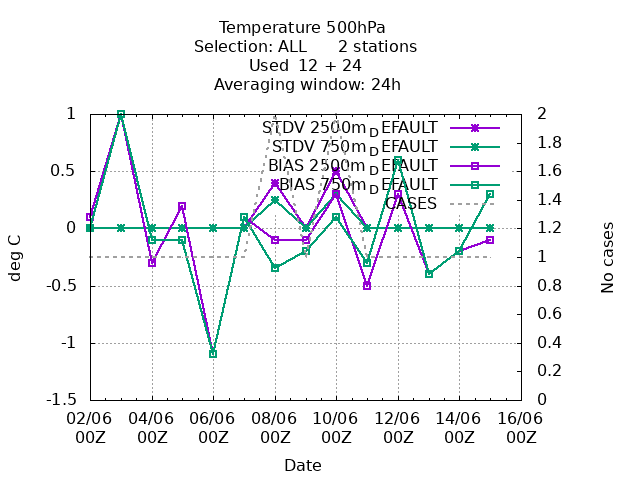 Temperature 500hPa
Selection: ALL 2 stations
Used 12 + 24
Averaging window: 24h
STDV 2500m_DEFAULT
STDV 750m_DEFAULT
BIAS 2500m_DEFAULT
BIAS 750m_DEFAULT
CASES
1
0.5
0
-0.5
-1
-1.5
deg C
2
1.8
1.6
1.4
1.2
1
0.8
0.6
0.4
0.2
0
No cases
02/06 04/06 06/06 08/06 10/06 12/06 14/06 16/06
00Z 00Z 00Z 00Z 00Z 00Z 00Z 00Z
Date